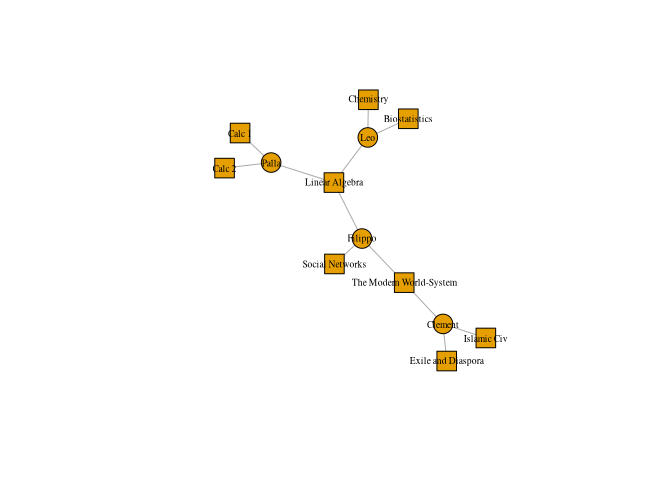 Chemistry
Biostatistics
Calc 1
Leo
Palla
Calc 2
Linear Algebra
Filippo
Social Networks
The Modern World-System
Clement
Islamic Civ
Exile and Diaspora